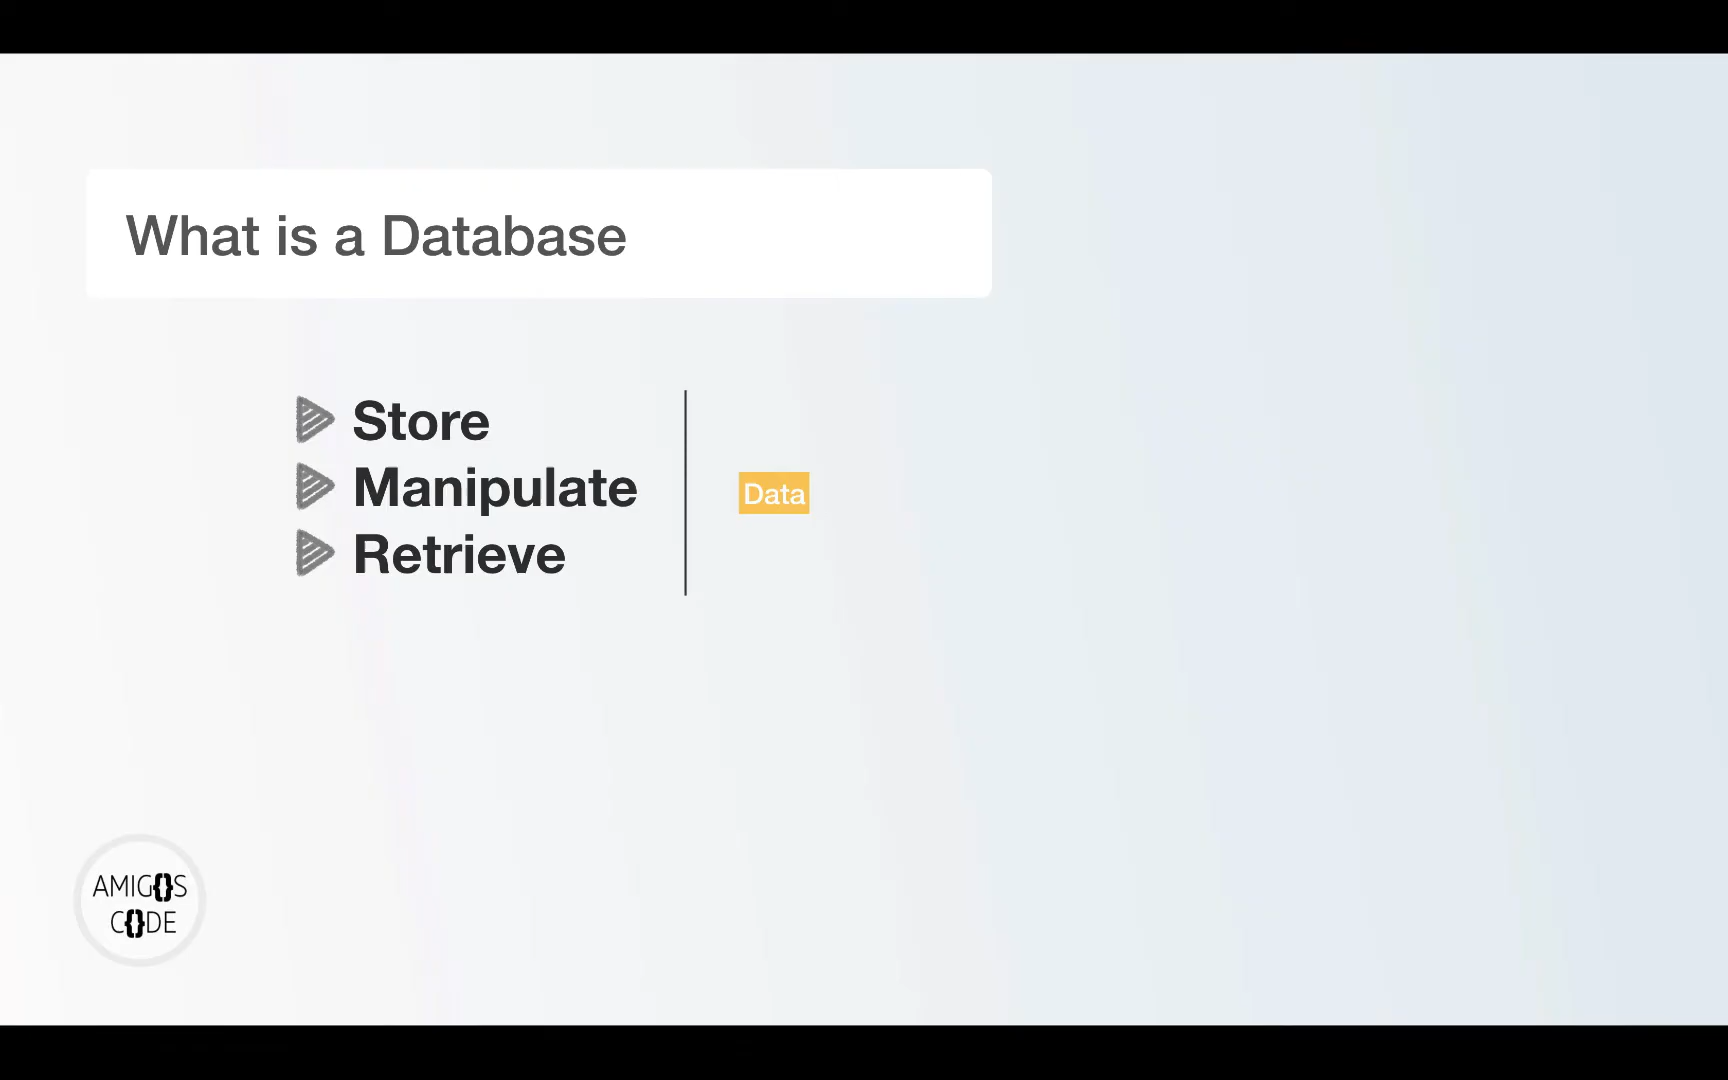 What is a Database
Store
Manipulate
Retrieve
Data
AMIG{}S
C{}DE